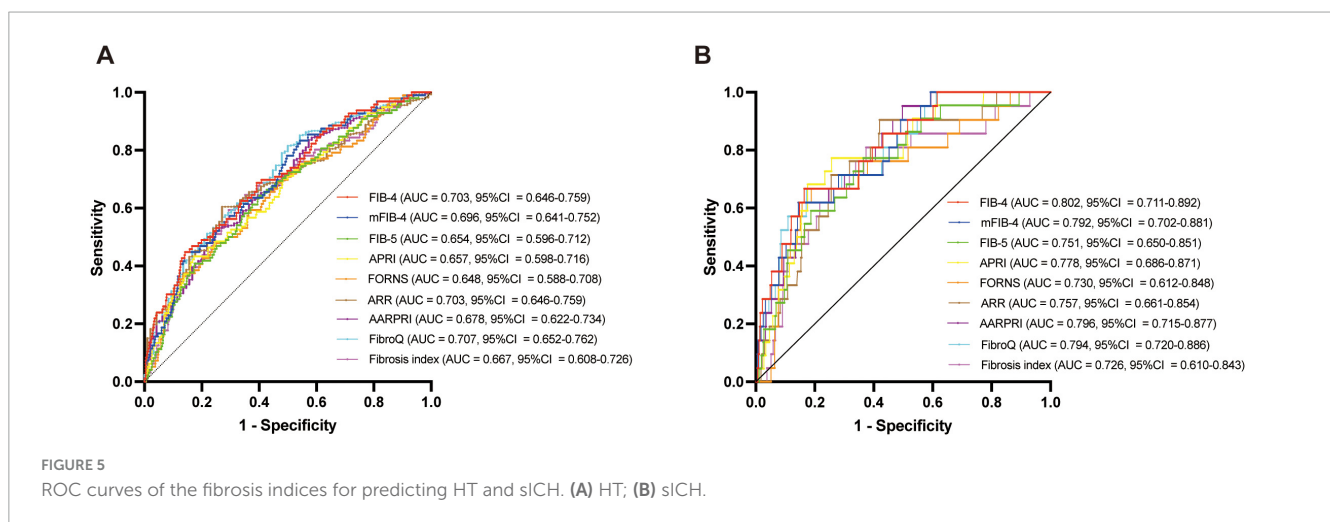 A
B
1.0
0.8
0.6
0.4
0.2
0.0
Sensitivity
FIB-4 (AUC = 0.703, 95%CI = 0.646-0.759)
mFIB-4 (AUC = 0.696, 95%CI = 0.641-0.752)
FIB-5 (AUC = 0.654, 95%CI = 0.596-0.712)
APRI (AUC = 0.657, 95%CI = 0.598-0.716)
FORNS (AUC = 0.648, 95%CI = 0.588-0.708)
ARR (AUC = 0.703, 95%CI = 0.646-0.759)
AARPRI (AUC = 0.678, 95%CI = 0.622-0.734)
FibroQ (AUC = 0.707, 95%CI = 0.652-0.762)
Fibrosis index (AUC = 0.667, 95%CI = 0.608-0.726)
0.0 0.2 0.4 0.6 0.8 1.0
1 - Specificity
1.0
0.8
0.6
0.4
0.2
0.0
Sensitivity
FIB-4 (AUC = 0.802, 95%CI = 0.711-0.892)
mFIB-4 (AUC = 0.792, 95%CI = 0.702-0.881)
FIB-5 (AUC = 0.751, 95%CI = 0.650-0.851)
APRI (AUC = 0.778, 95%CI = 0.686-0.871)
FORNS (AUC = 0.730, 95%CI = 0.612-0.848)
ARR (AUC = 0.757, 95%CI = 0.661-0.854)
AARPRI (AUC = 0.796, 95%CI = 0.715-0.877)
FibroQ (AUC = 0.794, 95%CI = 0.720-0.886)
Fibrosis index (AUC = 0.726, 95%CI = 0.610-0.843)
0.0 0.2 0.4 0.6 0.8 1.0
1 - Specificity
FIGURE 5
ROC curves of the fibrosis indices for predicting HT and sICH. (A) HT; (B) sICH.